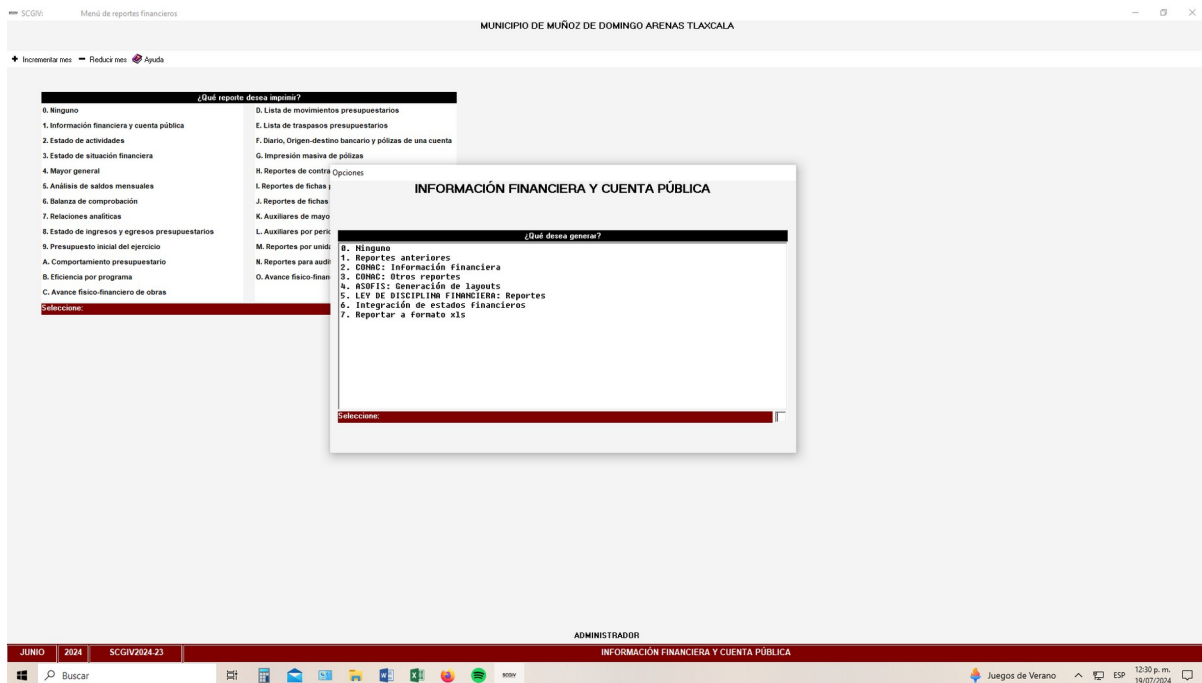 SCGIV: Menú de reportes financieros
MUNICIPIO DE MUÑOZ DE DOMINGO ARENAS TLAXCALA
Incrementar mes Reducir mes Ayuda
¿Qué reporte desea imprimir?
0. Ninguno
1. Información financiera y cuenta pública
2. Estado de actividades
3. Estado de situación financiera
4. Mayor general
5. Análisis de saldos mensuales
6. Balanza de comprobación
7. Relaciones analíticas
8. Estado de ingresos y egresos presupuestarios
9. Presupuesto inicial del ejercicio
A. Comportamiento presupuestario
B. Eficiencia por programa
C. Avance físico-financiero de obras
D. Lista de movimientos presupuestarios
E. Lista de traspasos presupuestarios
F. Diario, Origen-destino bancario y pólizas de una cuenta
G. Impresión masiva de pólizas
H. Reportes de contra
I. Reportes de fichas
J. Reportes de fichas
K. Auxiliares de mayo
L. Auxiliares por peri
M. Reportes por unid
N. Reportes para audi
O. Avance físico-finan
Seleccione:
Opciones
INFORMACIÓN FINANCIERA Y CUENTA PÚBLICA
¿Qué desea generar?
0. Ninguno
1. Reportes anteriores
2. CONAC: Información financiera
3. CONAC: Otros reportes
4. ASOFIS: Generación de layouts
5. LEY DE DISCIPLINA FINANCIERA: Reportes
6. Integración de estados financieros
7. Reportar a formato xls
Seleccione:
ADMINISTRADOR
JUNIO 2024 SCGIV2024-23 INFORMACIÓN FINANCIERA Y CUENTA PÚBLICA
Buscar
SCGIV
Juegos de Verano
ESP
12:30 p. m.
19/07/2024